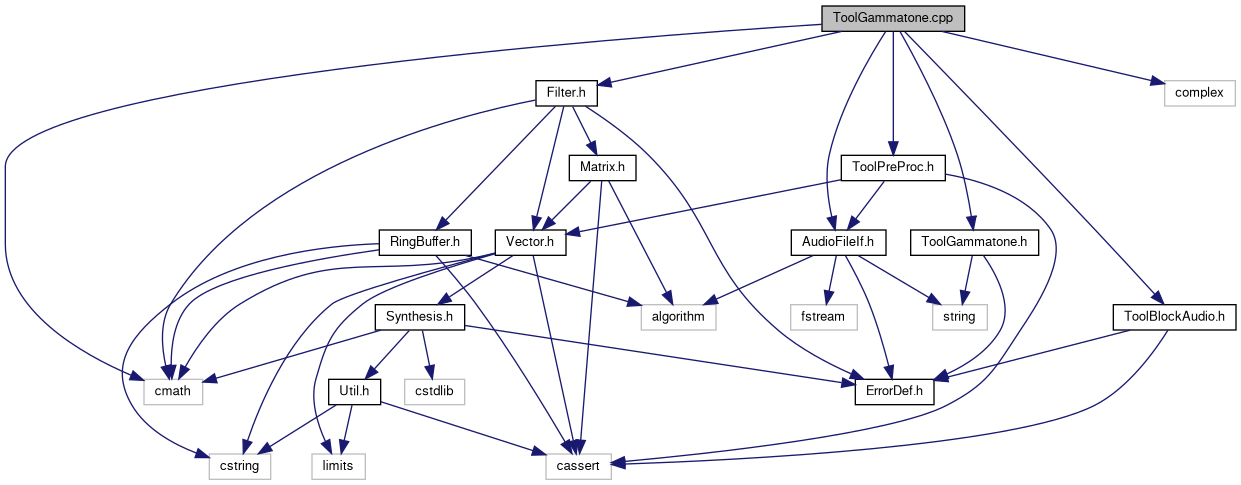 ToolGammatone.cpp
Filter.h
complex
Matrix.h
ToolPreProc.h
RingBuffer.h
Vector.h
AudioFileIf.h
ToolGammatone.h
Synthesis.h
algorithm
fstream
string
ToolBlockAudio.h
cmath
Util.h
cstdlib
ErrorDef.h
cstring
limits
cassert